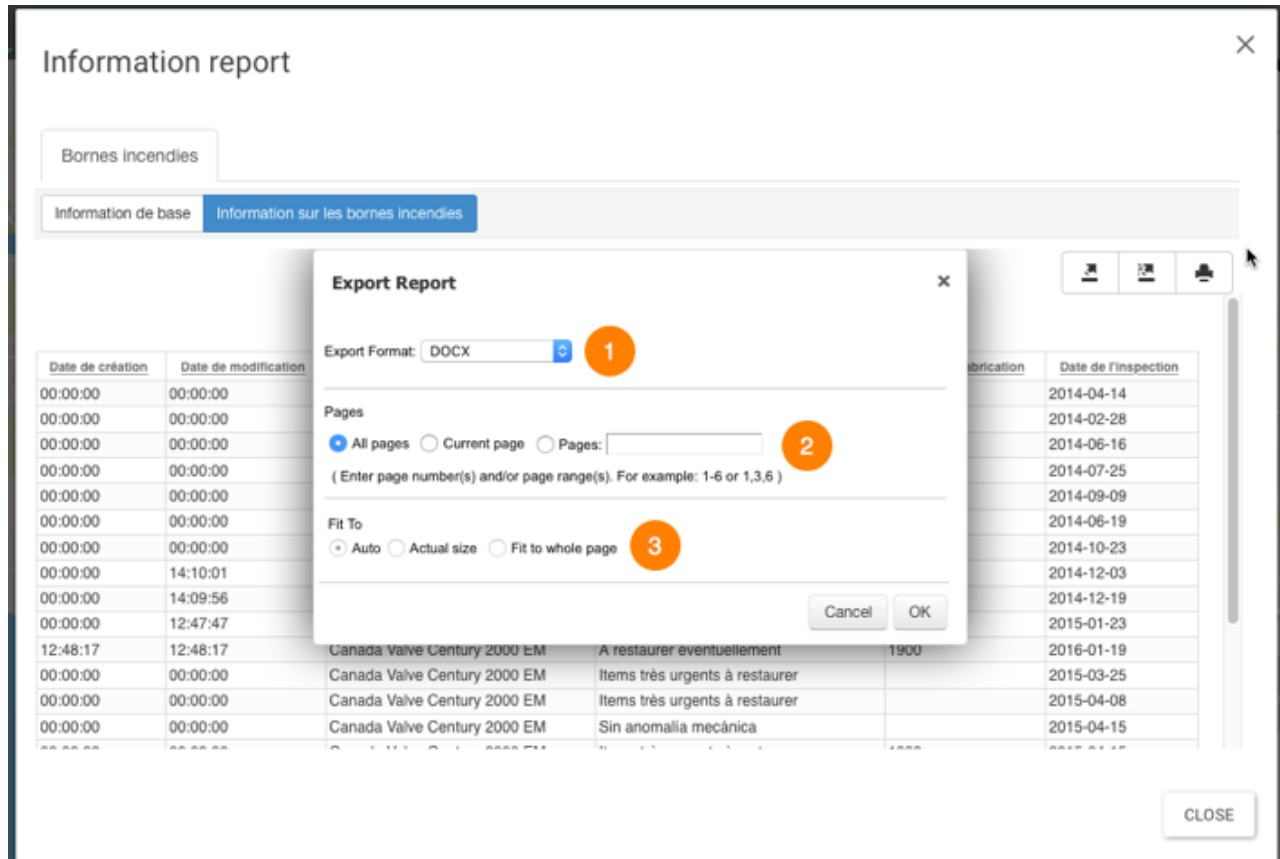 Information report
Bornes incendies
Information de base Information sur les bornes incendies
Export Report
Export Format: DOCX 1
Pages
All pages Current page Pages: 2
( Enter page number(s) and/or page range(s). For example: 1-6 or 1,3,6 )
Fit To
Auto Actual size Fit to whole page 3
Cancel OK
Date de création Date de modification Date de l'inspection
00:00:00 00:00:00 2014-04-14
00:00:00 00:00:00 2014-02-28
00:00:00 00:00:00 2014-06-16
00:00:00 00:00:00 2014-07-25
00:00:00 00:00:00 2014-09-09
00:00:00 00:00:00 2014-06-19
00:00:00 00:00:00 2014-10-23
00:00:00 14:10:01 2014-12-03
00:00:00 14:09:56 2014-12-19
00:00:00 12:47:47 2015-01-23
12:48:17 12:48:17 Canada Valve Century 2000 EM A restaurer éventuellement 1900 2016-01-19
00:00:00 00:00:00 Canada Valve Century 2000 EM Items très urgents à restaurer 2015-03-25
00:00:00 00:00:00 Canada Valve Century 2000 EM Items très urgents à restaurer 2015-04-08
00:00:00 00:00:00 Canada Valve Century 2000 EM Sin anomalia mecánica 2015-04-15
CLOSE